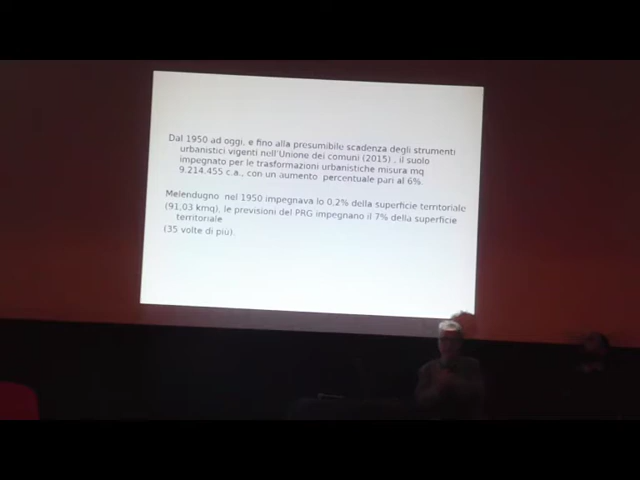 Dal 1950 ad oggi, e fino alla presumibile scadenza degli strumenti
urbanistici vigenti nell'Unione dei comuni (2015) , il suolo
impegnato per le trasformazioni urbanistiche misura mq
9.214.455 c.a., con un aumento percentuale pari al 6%.
Melendugno nel 1950 impegnava lo 0,2% della superficie territoriale
(91,03 kmq), le previsioni del PRG impegnano il 7% della superficie
territoriale
(35 volte di più).